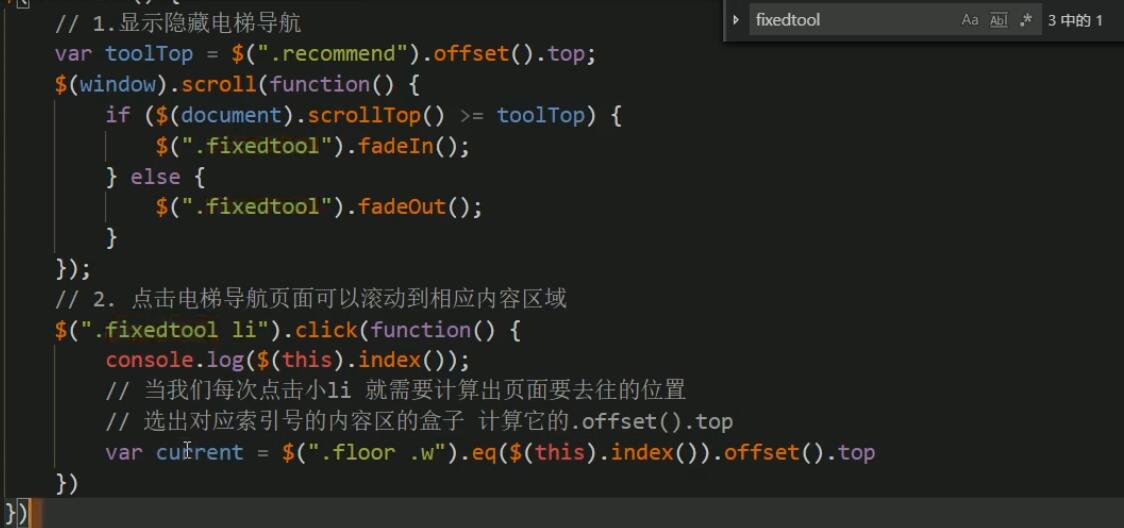 fixedtool Aa Abl .* 3 中的 1
// 1.显示隐藏电梯导航
var toolTop = $(".recommend").offset().top;
$(window).scroll(function() {
if ($(document).scrollTop() >= toolTop) {
$(".fixedtool").fadeIn();
} else {
$(".fixedtool").fadeOut();
}
});
// 2. 点击电梯导航页面可以滚动到相应内容区域
$(".fixedtool li").click(function() {
console.log($(this).index());
// 当我们每次点击小li 就需要计算出页面要去往的位置
// 选出对应索引号的内容区的盒子 计算它的.offset().top
var current = $(".floor .w").eq($(this).index()).offset().top
})
})